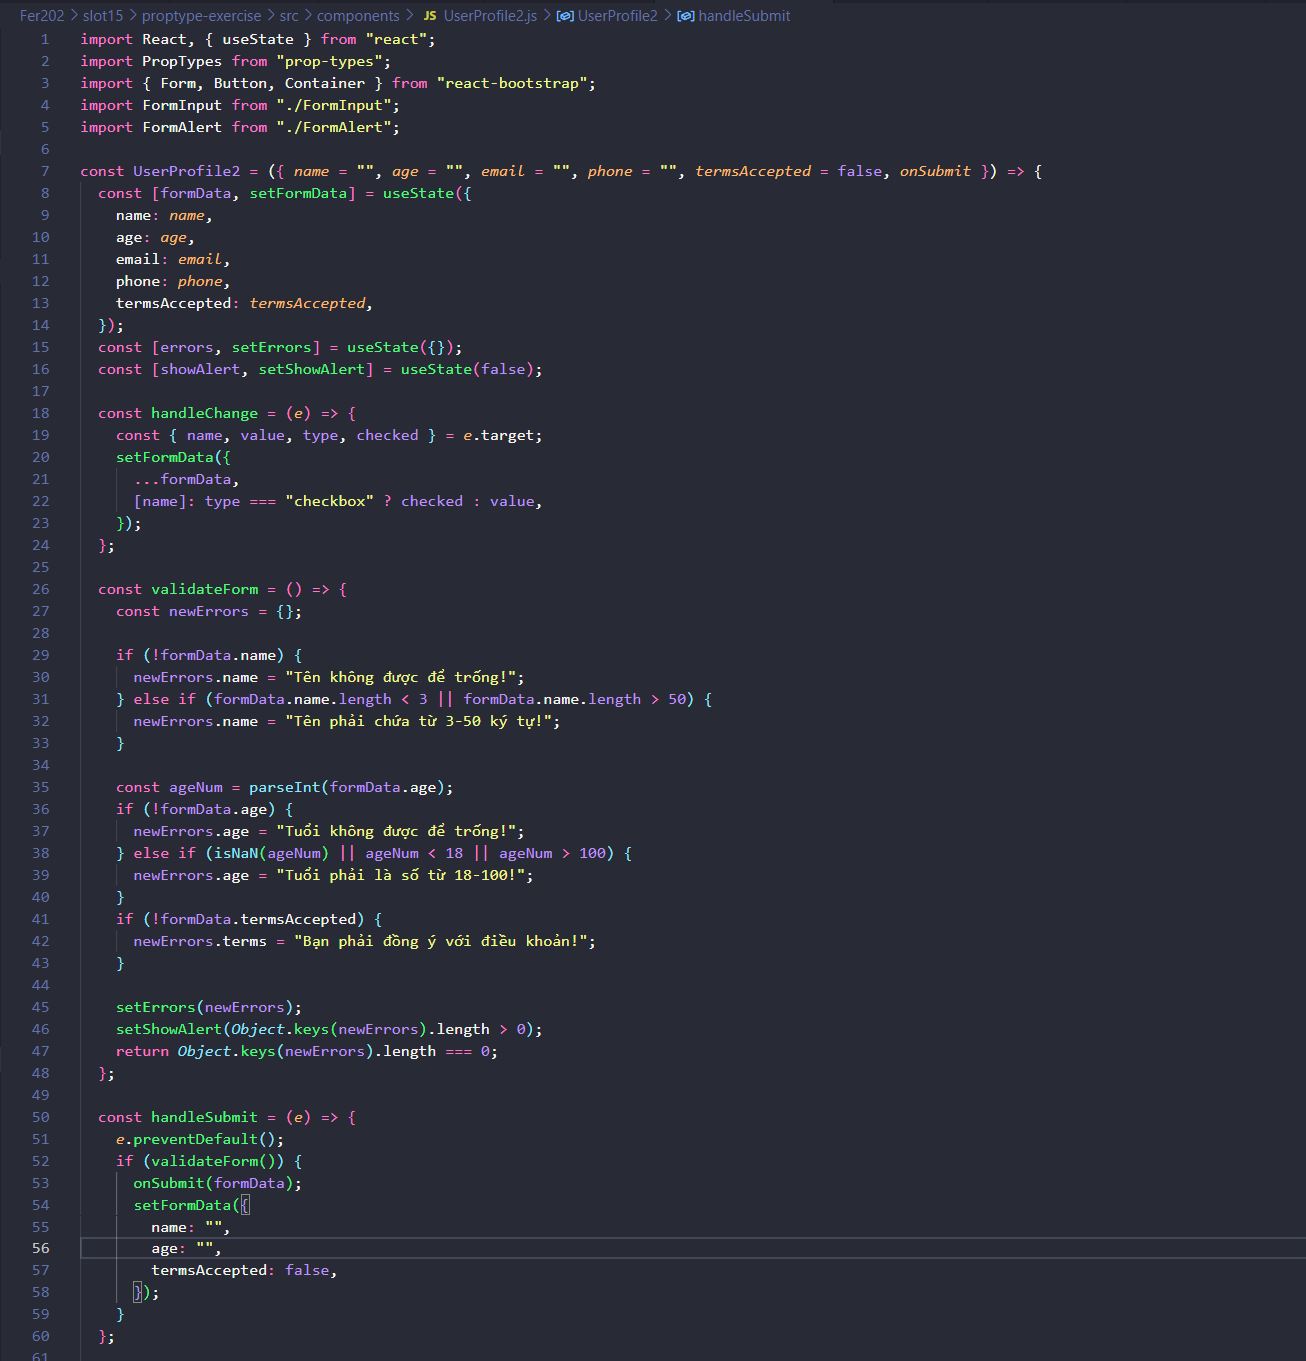 Fer202 > slot15 > proptype-exercise > src > components > JS UserProfile2.js > UserProfile2 > handleSubmit
1 import React, { useState } from "react";
2 import PropTypes from "prop-types";
3 import { Form, Button, Container } from "react-bootstrap";
4 import FormInput from "./FormInput";
5 import FormAlert from "./FormAlert";
6
7 const UserProfile2 = ({ name = "", age = "", email = "", phone = "", termsAccepted = false, onSubmit }) => {
8   const [formData, setFormData] = useState({
9     name: name,
10     age: age,
11     email: email,
12     phone: phone,
13     termsAccepted: termsAccepted,
14   });
15   const [errors, setErrors] = useState({});
16   const [showAlert, setShowAlert] = useState(false);
17
18   const handleChange = (e) => {
19     const { name, value, type, checked } = e.target;
20     setFormData({
21       ...formData,
22       [name]: type === "checkbox" ? checked : value,
23     });
24   };
25
26   const validateForm = () => {
27     const newErrors = {};
28
29     if (!formData.name) {
30       newErrors.name = "Tên không được để trống!";
31     } else if (formData.name.length < 3 || formData.name.length > 50) {
32       newErrors.name = "Tên phải chứa từ 3-50 ký tự!";
33     }
34
35     const ageNum = parseInt(formData.age);
36     if (!formData.age) {
37       newErrors.age = "Tuổi không được để trống!";
38     } else if (isNaN(ageNum) || ageNum < 18 || ageNum > 100) {
39       newErrors.age = "Tuổi phải là số từ 18-100!";
40     }
41     if (!formData.termsAccepted) {
42       newErrors.terms = "Bạn phải đồng ý với điều khoản!";
43     }
44
45     setErrors(newErrors);
46     setShowAlert(Object.keys(newErrors).length > 0);
47     return Object.keys(newErrors).length === 0;
48   };
49
50   const handleSubmit = (e) => {
51     e.preventDefault();
52     if (validateForm()) {
53       onSubmit(formData);
54       setFormData({
55         name: "",
56         age: "",
57         termsAccepted: false,
58       });
59     }
60   };
61